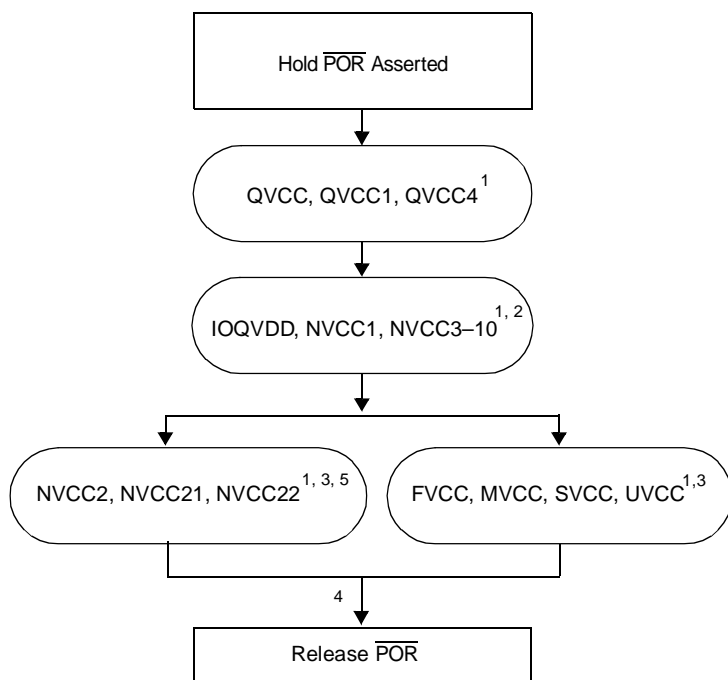 Hold POR Asserted
QVCC, QVCC1, QVCC4 1
IOQVDD, NVCC1, NVCC3–10 1, 2
NVCC2, NVCC21, NVCC22 1, 3, 5
FVCC, MVCC, SVCC, UVCC 1,3
4
Release POR